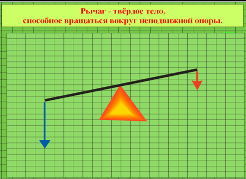 Рычаг - твёрдое тело,
способное вращаться вокруг неподвижной опоры.